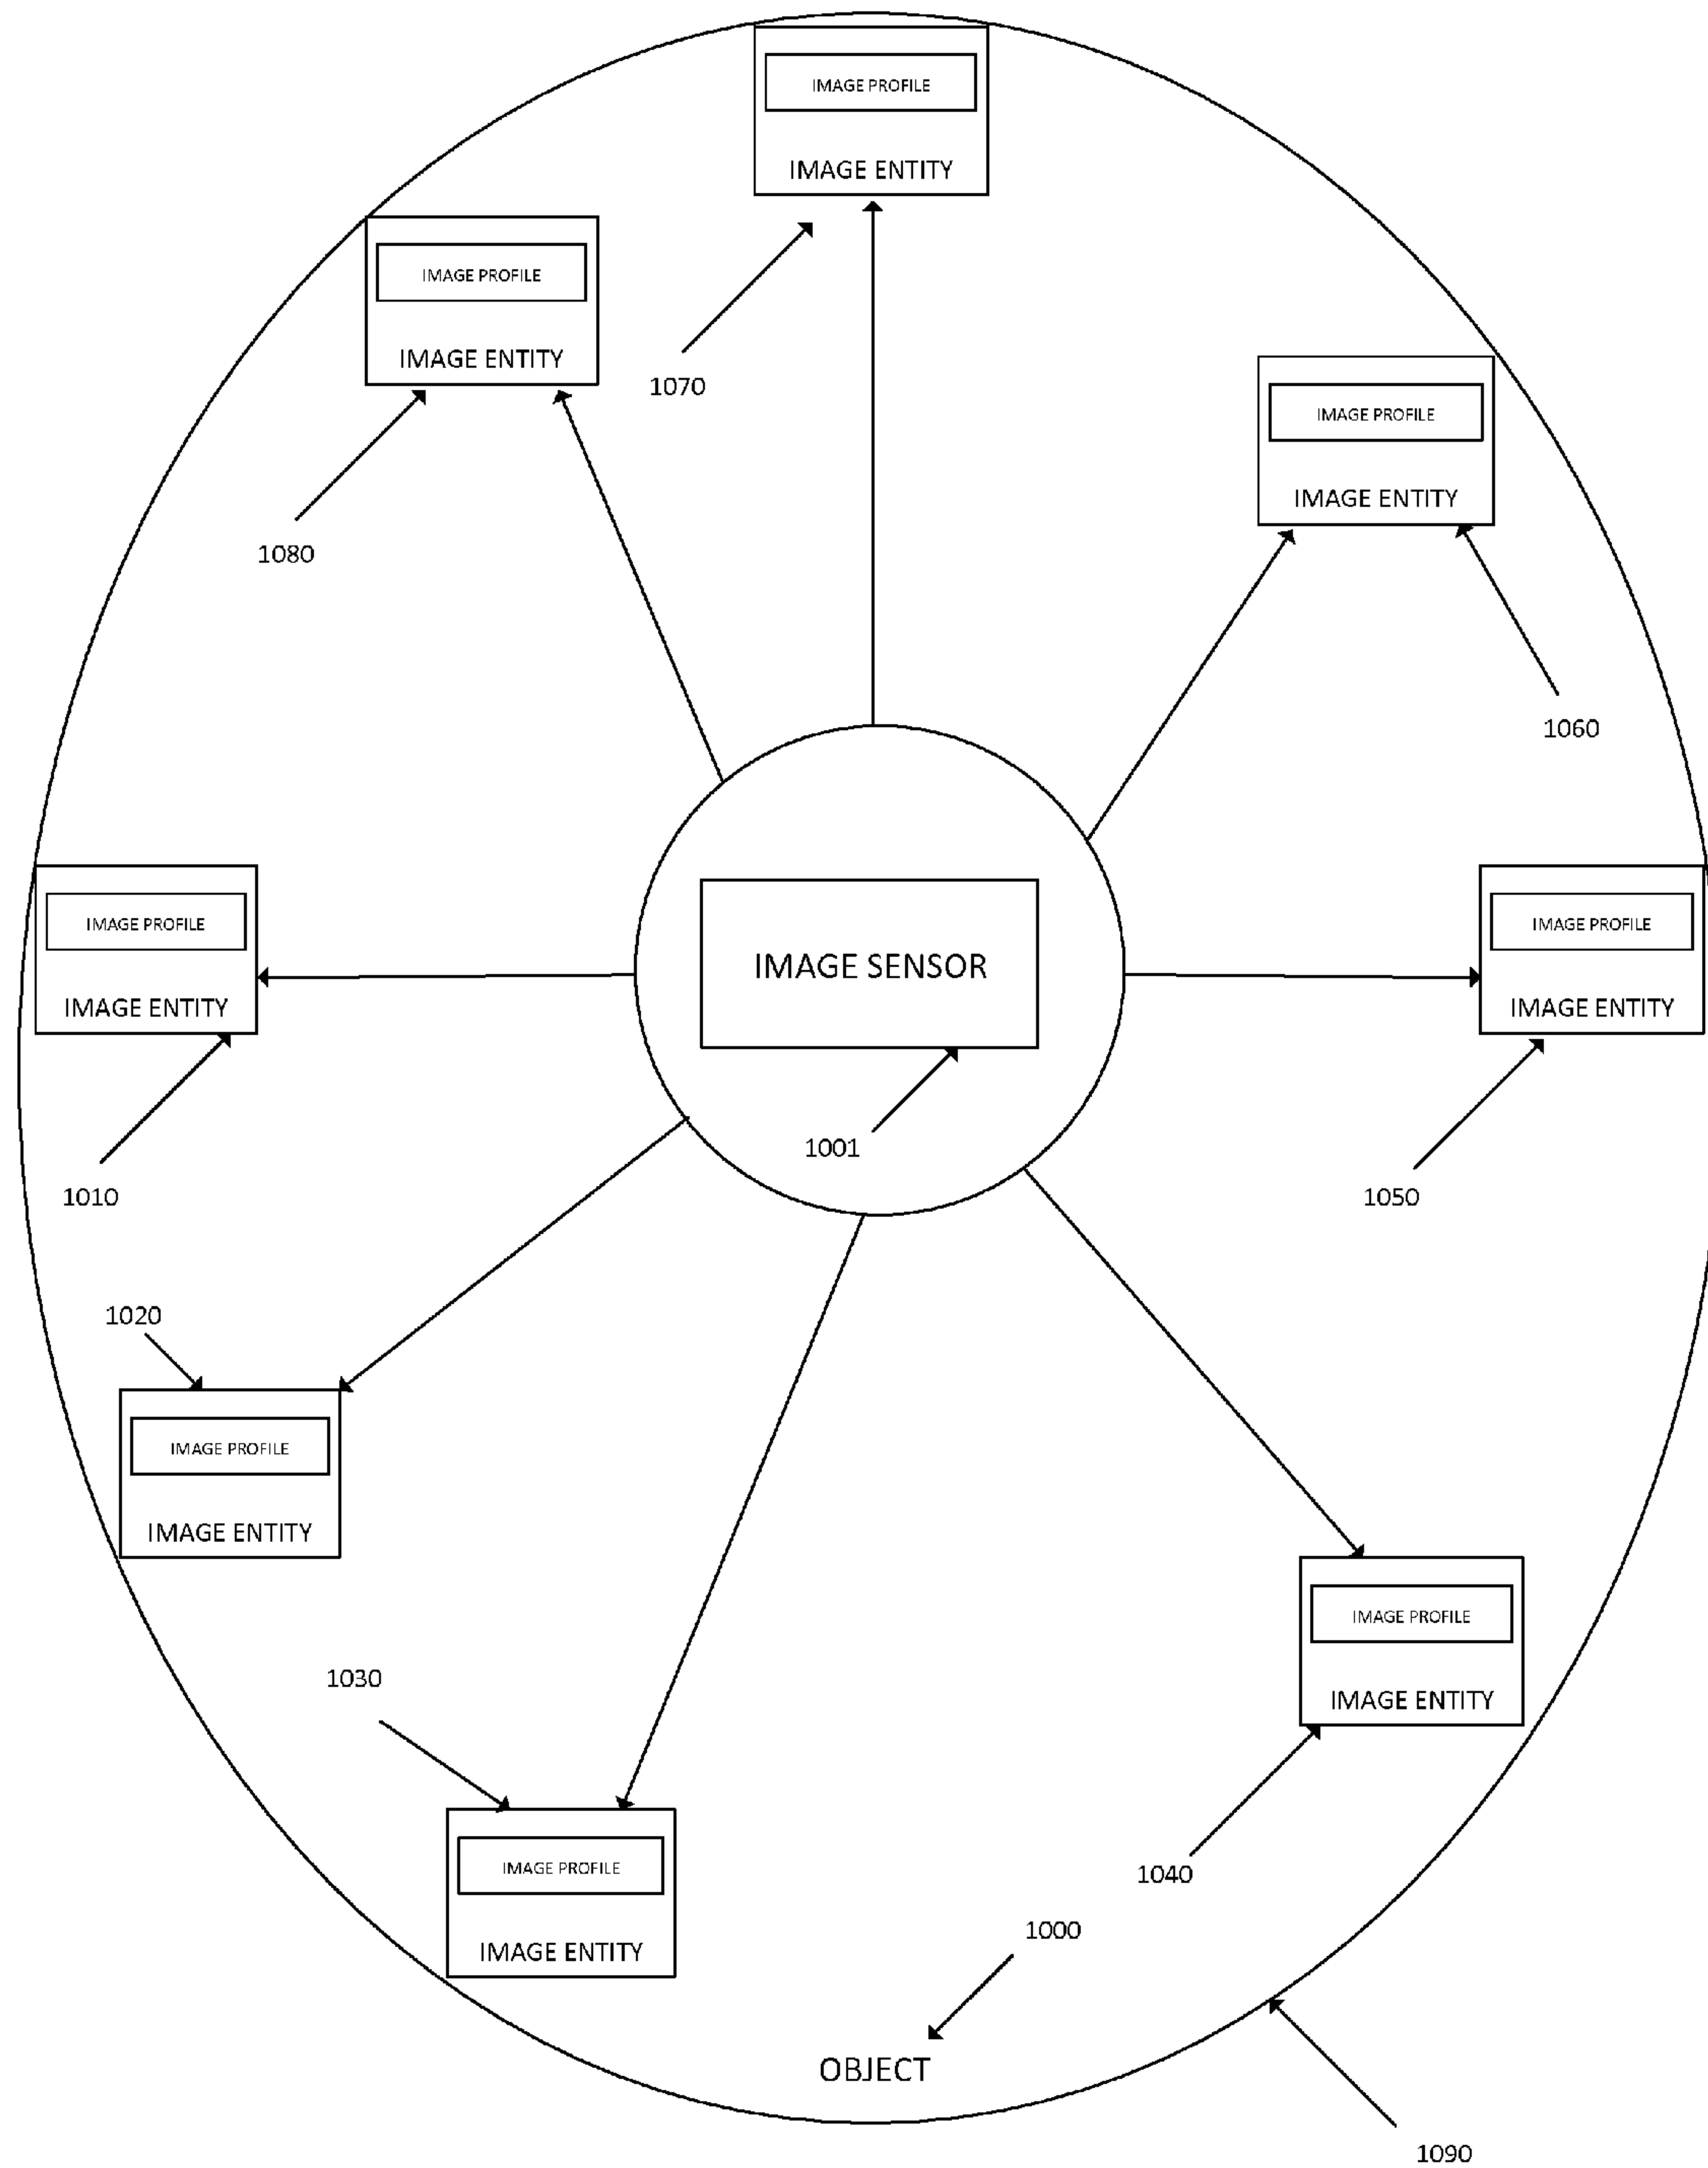 IMAGE PROFILE
IMAGE ENTITY
IMAGE PROFILE
IMAGE ENTITY
1070
IMAGE PROFILE
IMAGE ENTITY
1080
1060
IMAGE PROFILE
IMAGE ENTITY
IMAGE SENSOR
IMAGE PROFILE
IMAGE ENTITY
1001
1010
1050
1020
IMAGE PROFILE
IMAGE ENTITY
IMAGE PROFILE
IMAGE ENTITY
1030
IMAGE PROFILE
IMAGE ENTITY
1040
1000
OBJECT
1090